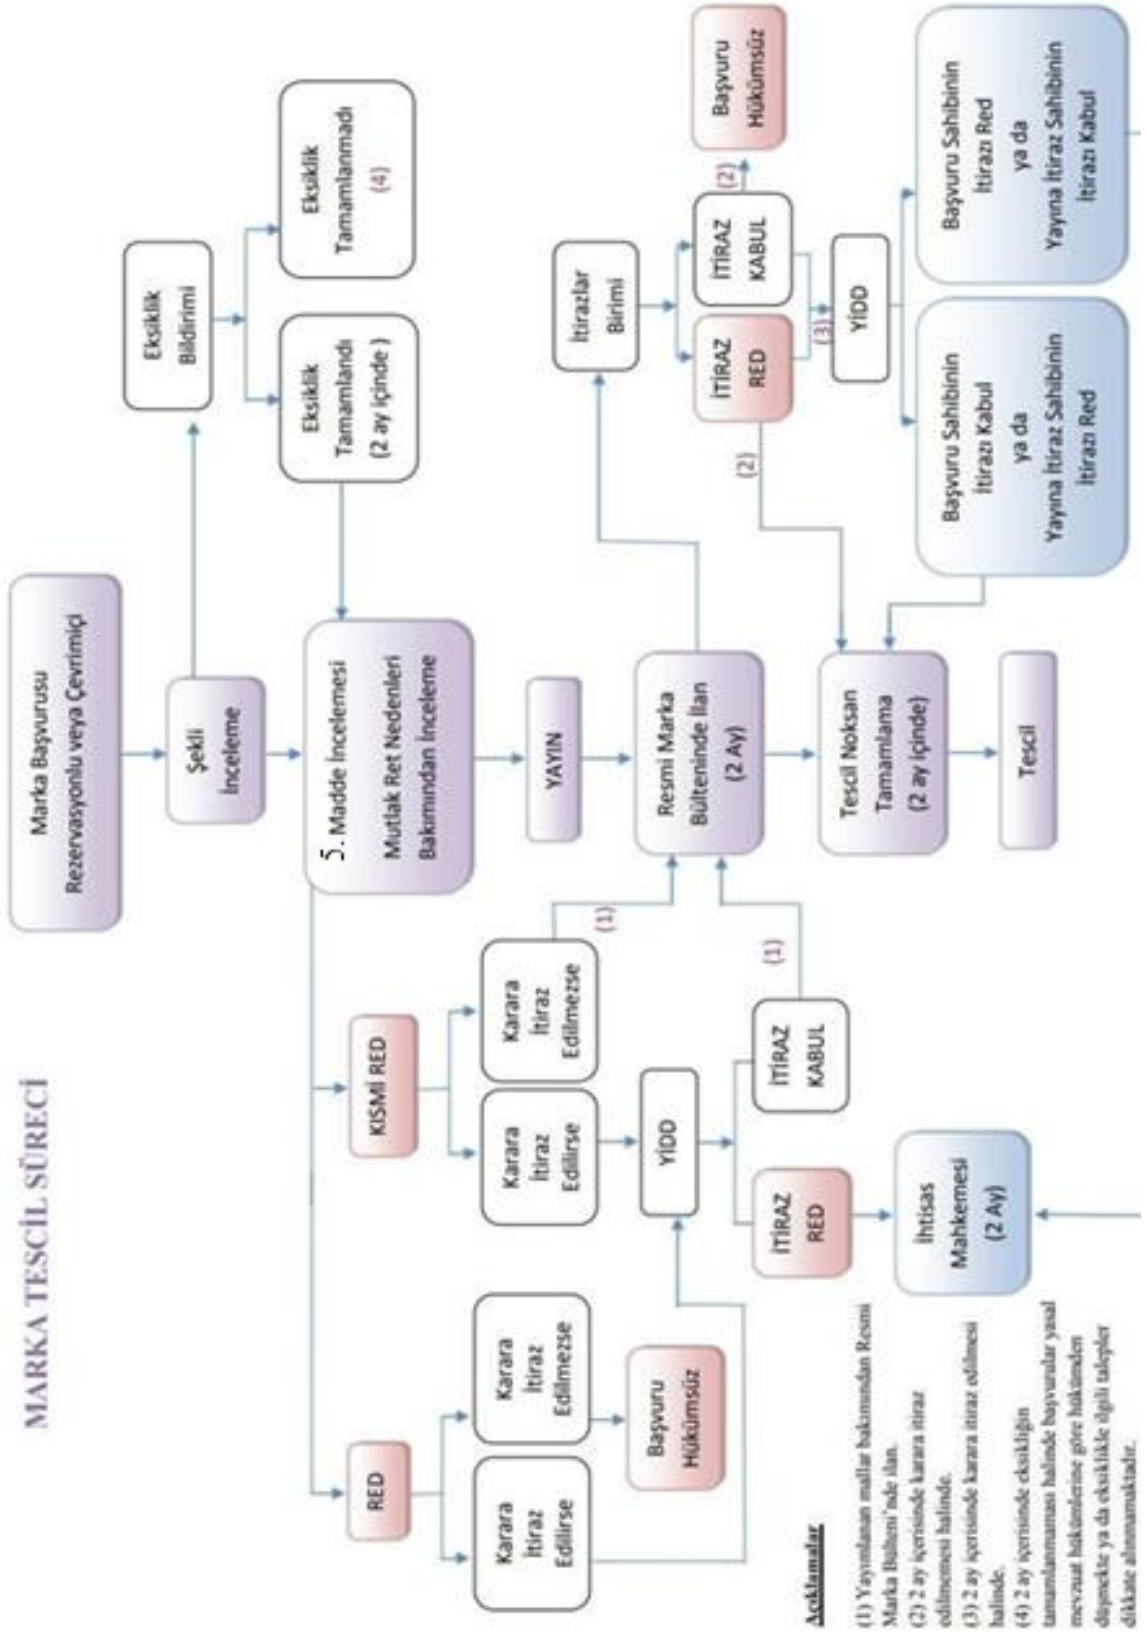 MARKA TESCİL SÜRECİ
Marka Başvurusu
Rezervasyonlu veya Çevrimiçi
Şekli
İnceleme
Eksiklik
Bildirimi
Eksiklik
Tamamlandı
(2 ay içinde )
Eksiklik
Tamamlanmadı
(4)
5. Madde İncelemesi
Mutlak Ret Nedenleri
Bakımından İnceleme
RED
KISMİ RED
Karara
İtiraz
Edilirse
Karara
İtiraz
Edilmezse
Karara
İtiraz
Edilirse
Karara
İtiraz
Edilmezse
(1)
YAYIN
Başvuru
Hükümsüz
YİDD
Resmi Marka
Bülteninde İlan
(2 Ay)
İtirazlar
Birimi
İTİRAZ
RED
İTİRAZ
KABUL
(1)
İTİRAZ
RED
İTİRAZ
KABUL
(2)
Başvuru
Hükümsüz
(2)
(3)
YİDD
Tescil Noksan
Tamamlama
(2 ay içinde)
İhtisas
Mahkemesi
(2 Ay)
Başvuru Sahibinin
İtirazı Kabul
ya da
Yayına İtiraz Sahibinin
İtirazı Red
Başvuru Sahibinin
İtirazı Red
ya da
Yayına İtiraz Sahibinin
İtirazı Kabul
Tescil
Açıklamalar
(1) Yayımlanan mallar bakımından Resmi
Marka Bülteni'nde ilan.
(2) 2 ay içerisinde karara itiraz
edilmemesi halinde.
(3) 2 ay içerisinde karara itiraz edilmesi
halinde.
(4) 2 ay içerisinde eksikliğin
tamamlanmaması halinde başvurular yasal
mevzuat hükümlerine göre hükümden
düşmekte ya da eksiklikle ilgili talepler
dikkate alınmamaktadır.